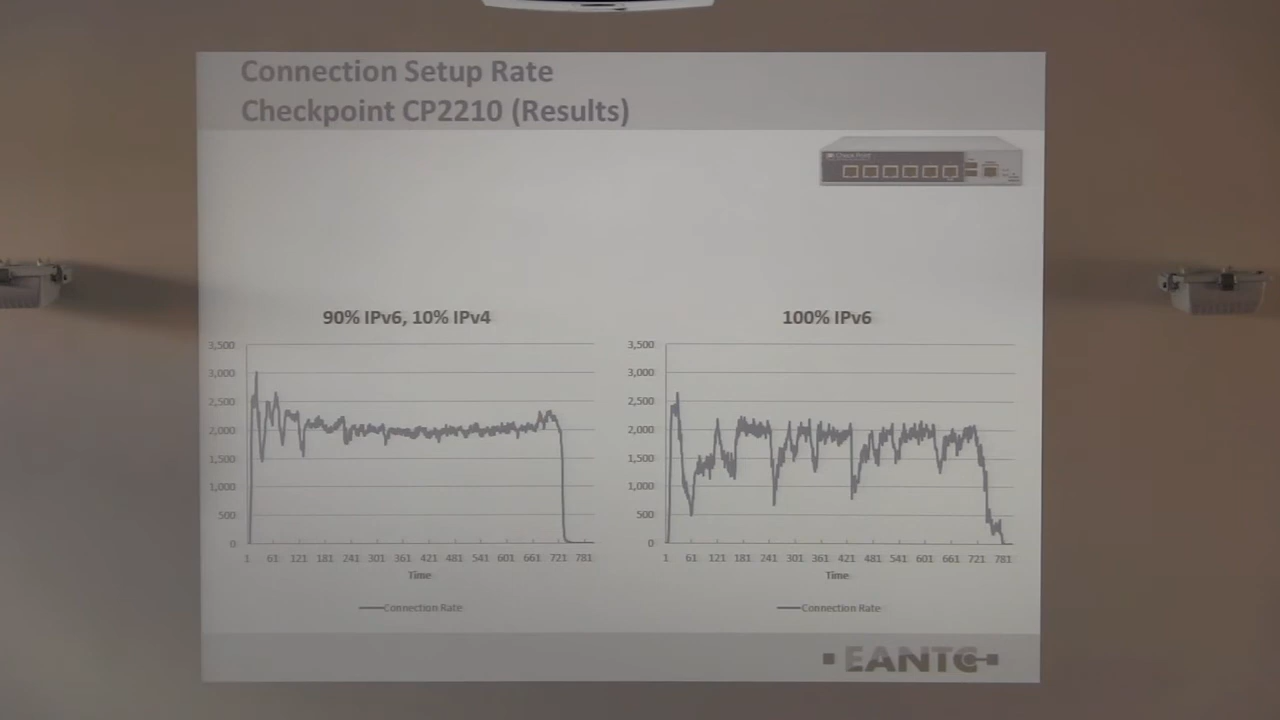 Connection Setup Rate
Checkpoint CP2210 (Results)
Check Point
90% IPv6, 10% IPv4
3,500
3,000
2,500
2,000
1,500
1,000
500
0
1 61 121 181 241 301 361 421 481 541 601 661 721 781
Time
Connection Rate
100% IPv6
3,500
3,000
2,500
2,000
1,500
1,000
500
0
1 61 121 181 241 301 361 421 481 541 601 661 721 781
Time
Connection Rate
EANTC